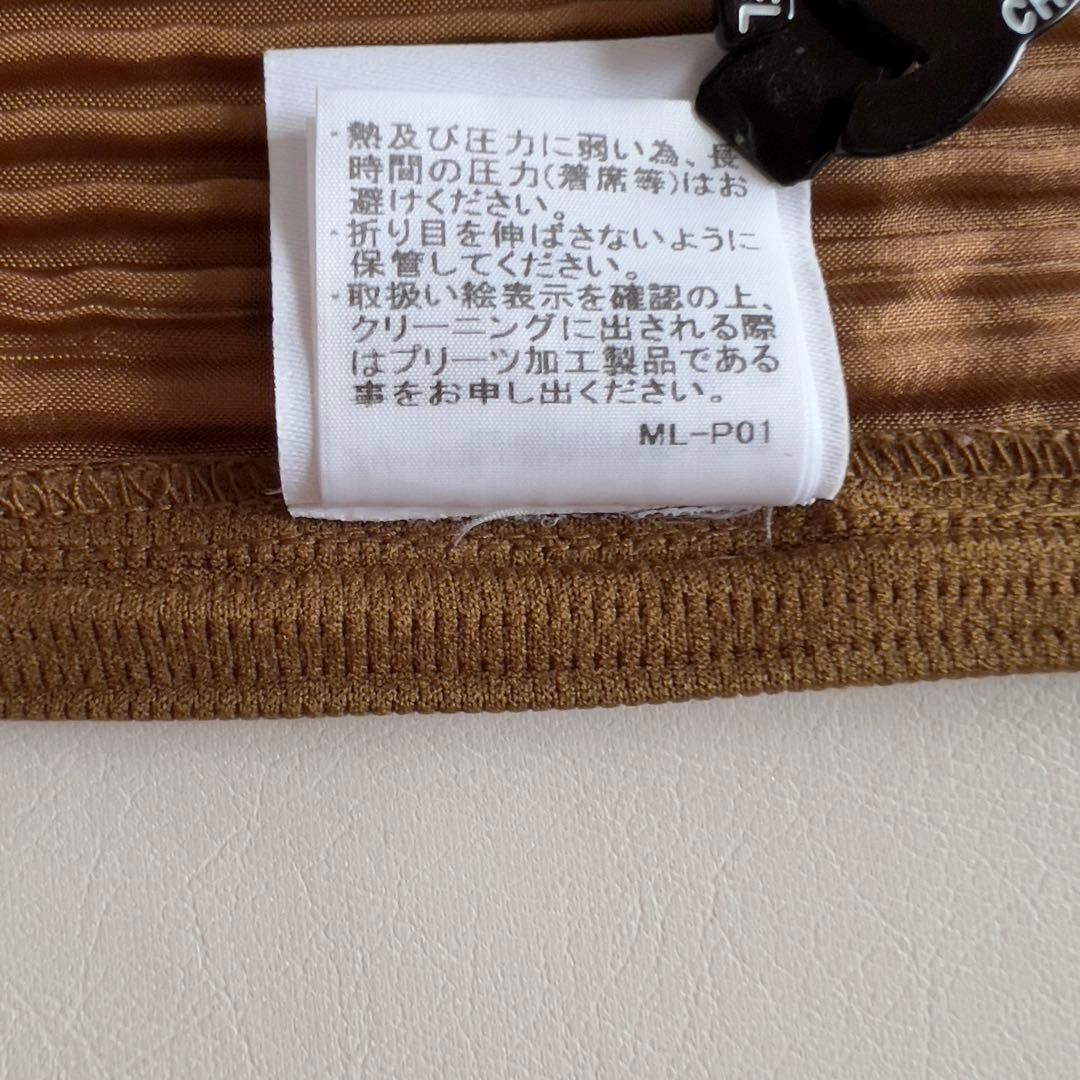 ・熱及び圧力に弱い為、長
時間の圧力(着席等)はお
避けください。
・折り目を伸ばさないように
保管してください。
・取扱い絵表示を確認の上、
クリーニングに出される際
はプリーツ加工製品である
事をお申し出ください。
ML-P01
CH